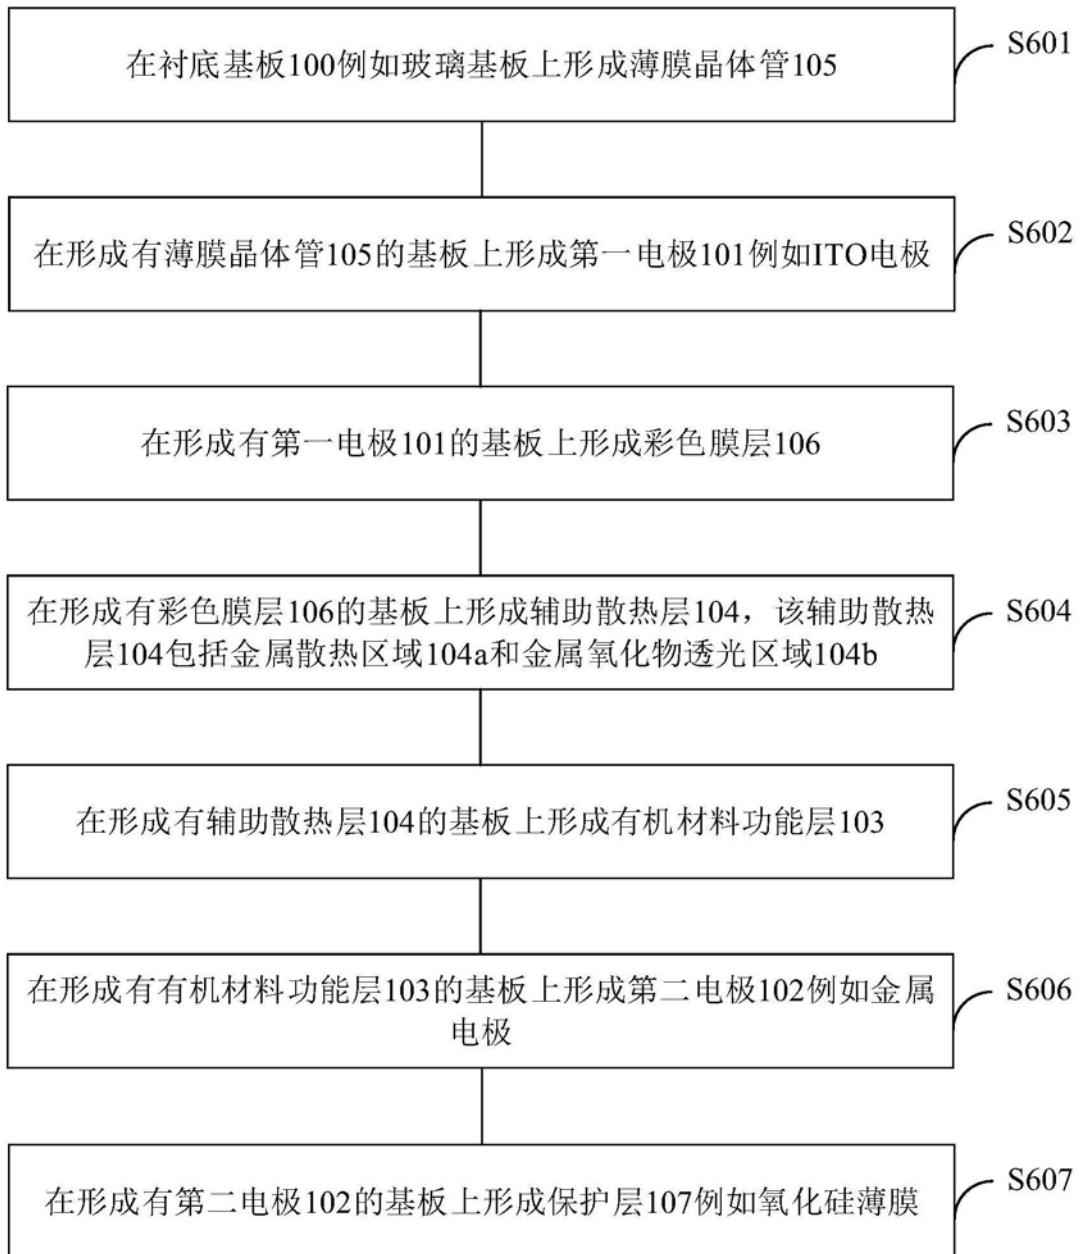 在衬底基板100例如玻璃基板上形成薄膜晶体管105
S601
在形成有薄膜晶体管105的基板上形成第一电极101例如ITO电极
S602
在形成有第一电极101的基板上形成彩色膜层106
S603
在形成有彩色膜层106的基板上形成辅助散热层104，该辅助散热
层104包括金属散热区域104a和金属氧化物透光区域104b
S604
在形成有辅助散热层104的基板上形成有机材料功能层103
S605
在形成有有机材料功能层103的基板上形成第二电极102例如金属
电极
S606
在形成有第二电极102的基板上形成保护层107例如氧化硅薄膜
S607